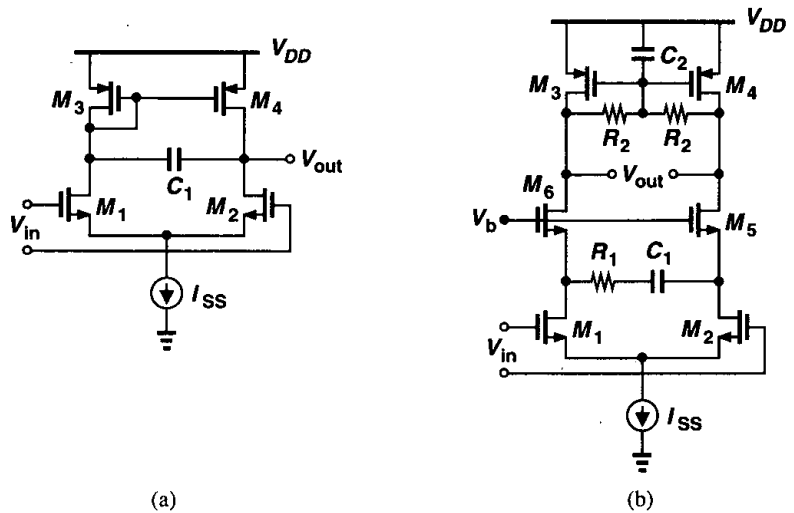 V_DD
M_3
M_4
C_1
V_out
M_1
M_2
V_in
I_SS
(a)
V_DD
C_2
M_3
M_4
R_2
R_2
V_out
M_6
V_b
M_5
R_1
C_1
M_1
M_2
V_in
I_SS
(b)